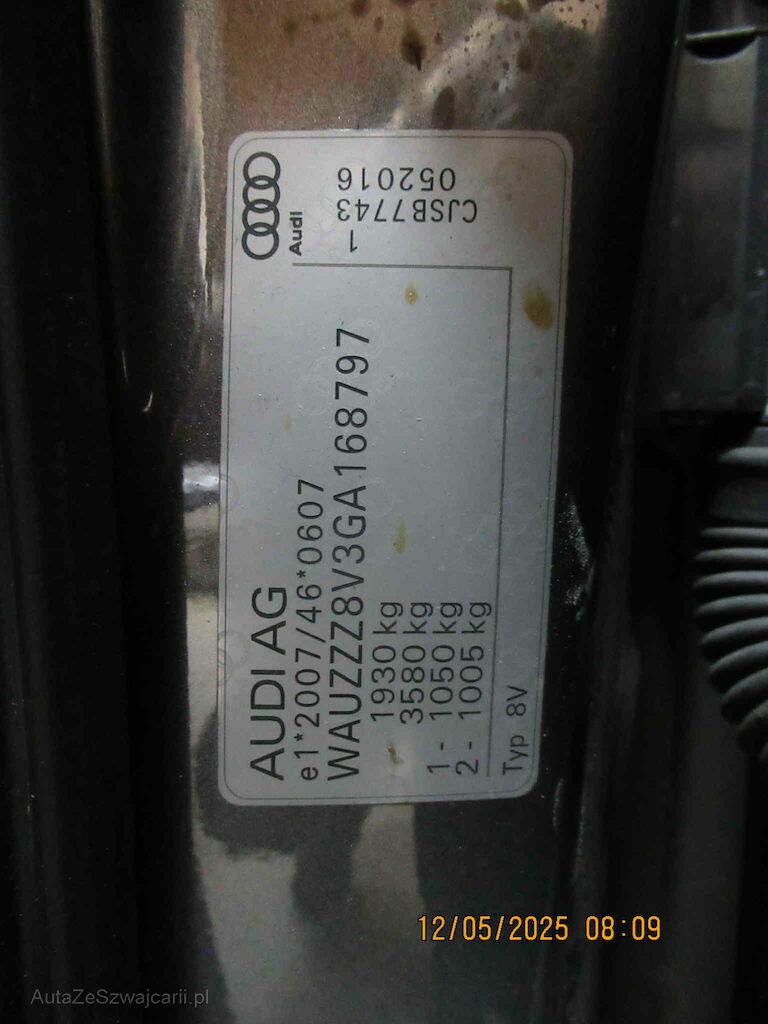 AUDI AG
e1*2007/46*0607
WAUZZZ8V3GA168797
1930 kg
3580 kg
1 - 1050 kg
2 - 1005 kg
Typ 8V
Audi
1
CJSB7743
052016
12/05/2025 08:09
AutaZeSzwajcarii.pl